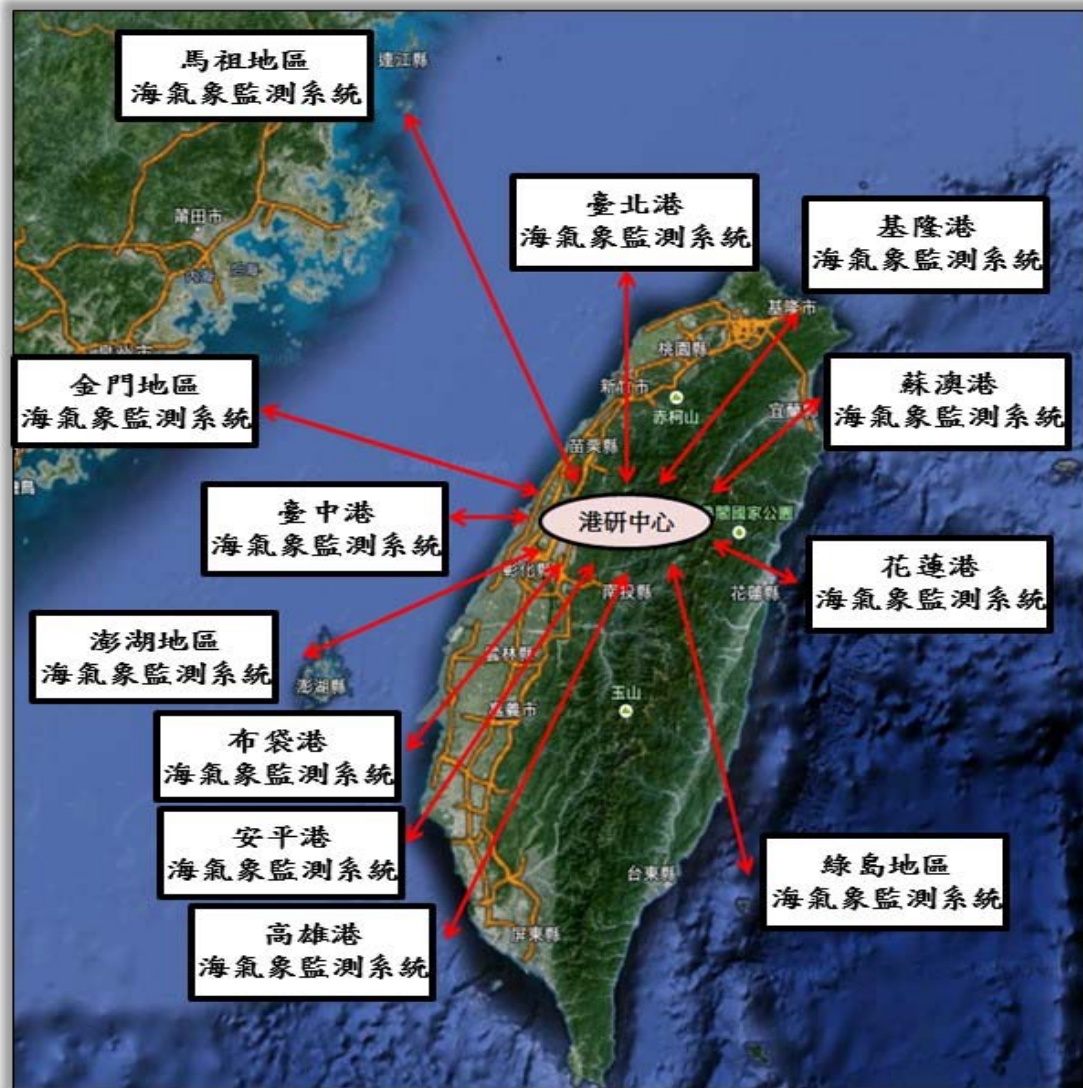 馬祖地區
海氣象監測系統
連江縣
臺北港
海氣象監測系統
基隆港
海氣象監測系統
莆田市
內海
基隆市
桃園縣
金門地區
海氣象監測系統
新竹市
赤柯山
宜蘭
蘇澳港
海氣象監測系統
苗栗縣
臺中港
海氣象監測系統
港研中心
閣國家公園
彰化縣
南投縣
花蓮縣
花蓮港
海氣象監測系統
澎湖地區
海氣象監測系統
雲林縣
澎湖縣
嘉義市
玉山
布袋港
海氣象監測系統
安平港
海氣象監測系統
台東縣
綠島地區
海氣象監測系統
高雄港
海氣象監測系統
屏東縣